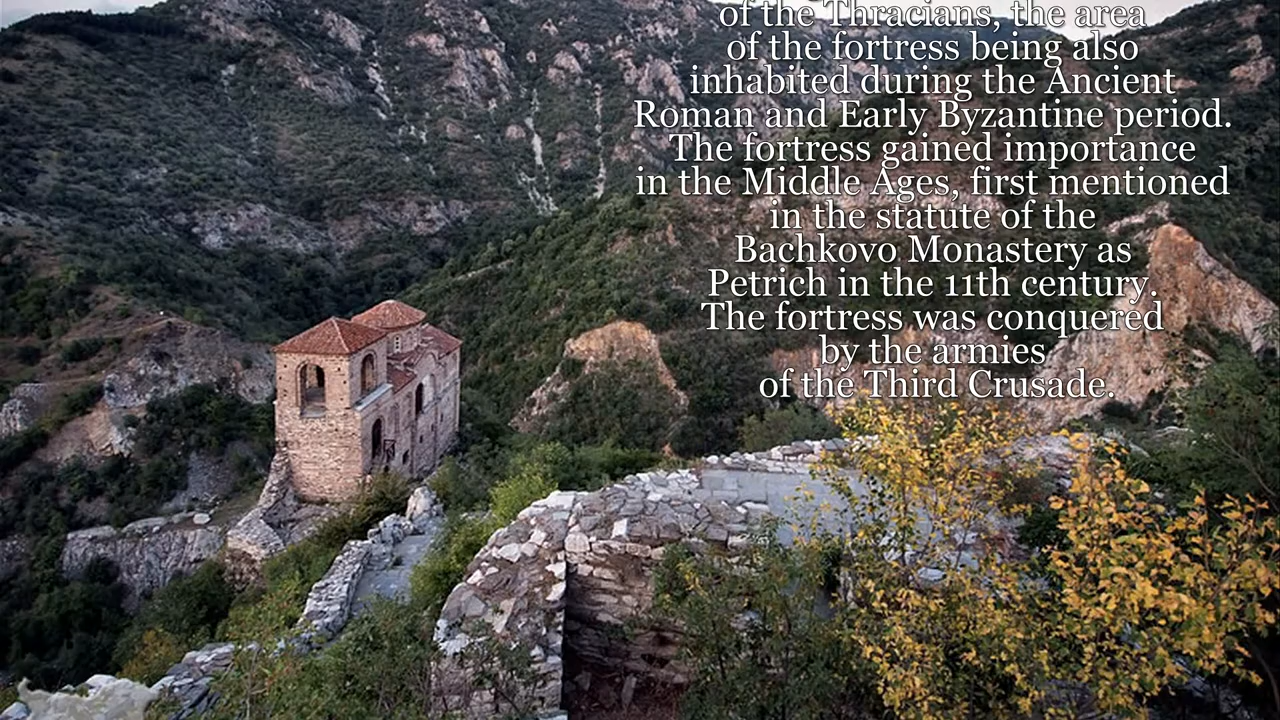 of the Thracians, the area
of the fortress being also
inhabited during the Ancient
Roman and Early Byzantine period.
The fortress gained importance
in the Middle Ages, first mentioned
in the statute of the
Bachkovo Monastery as
Petrich in the 11th century.
The fortress was conquered
by the armies
of the Third Crusade.